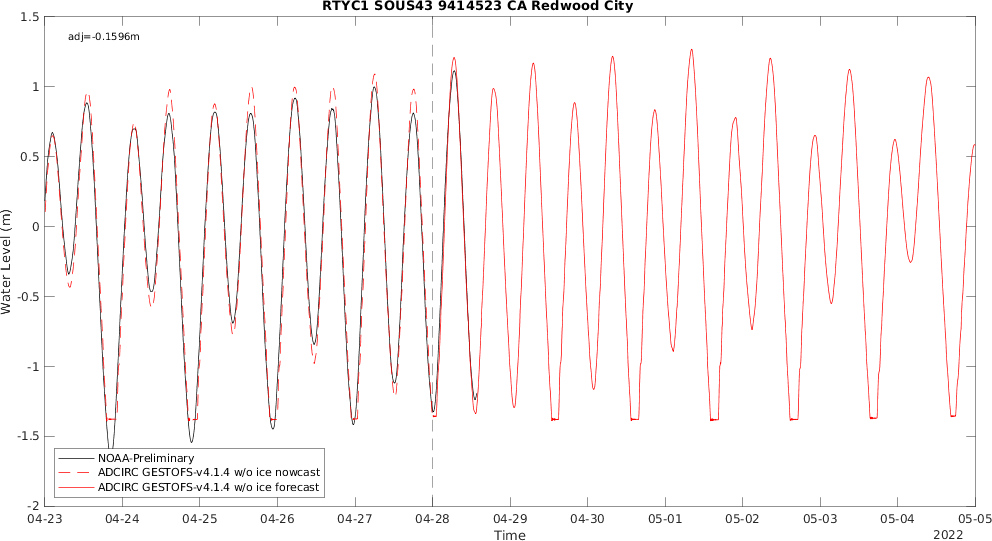 RTYC1 SOUS43 9414523 CA Redwood City
adj=-0.1596m
1.5
1
0.5
0
-0.5
-1
-1.5
-2
Water Level (m)
NOAA-Preliminary
ADCIRC GESTOFS-v4.1.4 w/o ice nowcast
ADCIRC GESTOFS-v4.1.4 w/o ice forecast
04-23 04-24 04-25 04-26 04-27 04-28 04-29 04-30 05-01 05-02 05-03 05-04 05-05
Time
2022